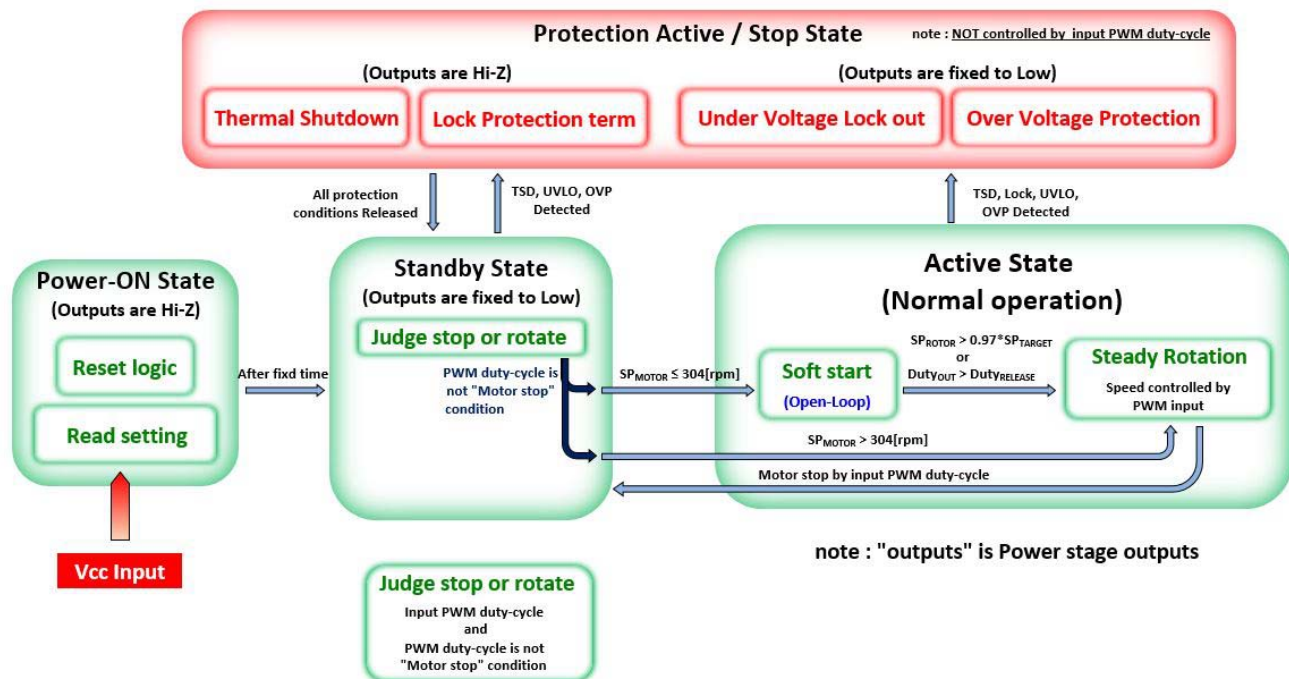 Protection Active / Stop State
note : NOT controlled by input PWM duty-cycle
(Outputs are Hi-Z)
(Outputs are fixed to Low)
Thermal Shutdown
Lock Protection term
Under Voltage Lock out
Over Voltage Protection
All protection
conditions Released
TSD, UVLO, OVP
Detected
TSD, Lock, UVLO,
OVP Detected
Power-ON State
(Outputs are Hi-Z)
Reset logic
Read setting
Vcc Input
After fixd time
Standby State
(Outputs are fixed to Low)
Judge stop or rotate
PWM duty-cycle is
not "Motor stop"
condition
SPMOTOR ≤ 304[rpm]
SPMOTOR > 304[rpm]
Motor stop by input PWM duty-cycle
Active State
(Normal operation)
Soft start
(Open-Loop)
SPROTOR > 0.97*SPTARGET
or
DutyOUT > DutyRELEASE
Steady Rotation
Speed controlled by
PWM input
note : "outputs" is Power stage outputs
Judge stop or rotate
Input PWM duty-cycle
and
PWM duty-cycle is not
"Motor stop" condition